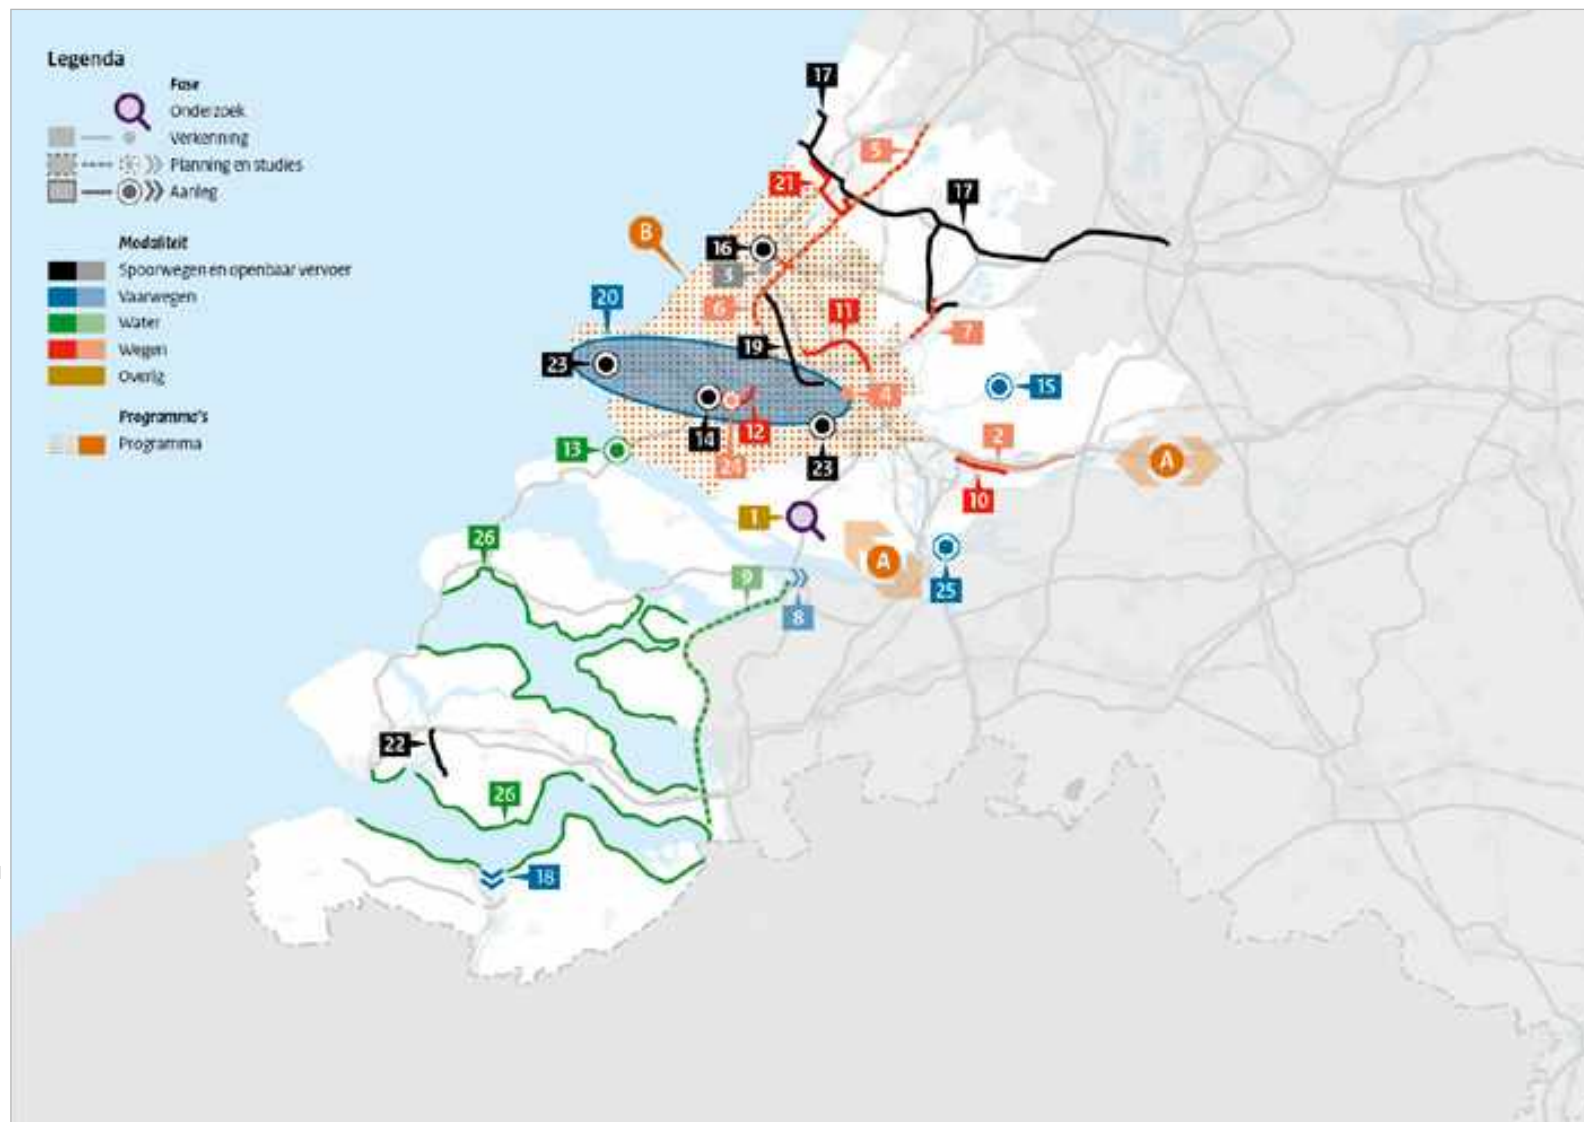 Legenda
Fase
Onderzoek
Verkenning
Planning en studies
Aanleg
Modaliteit
Spoorwegen en openbaar vervoer
Vaarwegen
Water
Wegen
Overig
Programma's
Programma
17
5
21
17
B
16
3
20
6
11
7
19
23
4
15
14
12
2
A
13
24
23
10
1
26
A
9
25
8
22
26
18